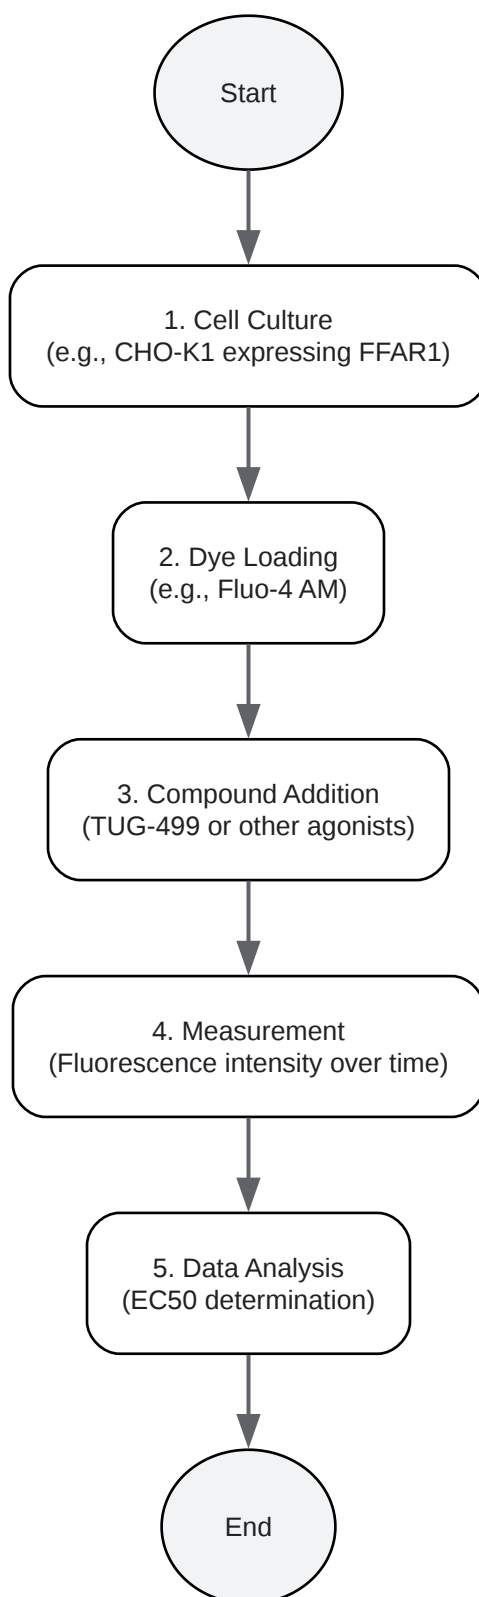 Start
1. Cell Culture
(e.g., CHO-K1 expressing FFAR1)
2. Dye Loading
(e.g., Fluo-4 AM)
3. Compound Addition
(TUG-499 or other agonists)
4. Measurement
(Fluorescence intensity over time)
5. Data Analysis
(EC50 determination)
End